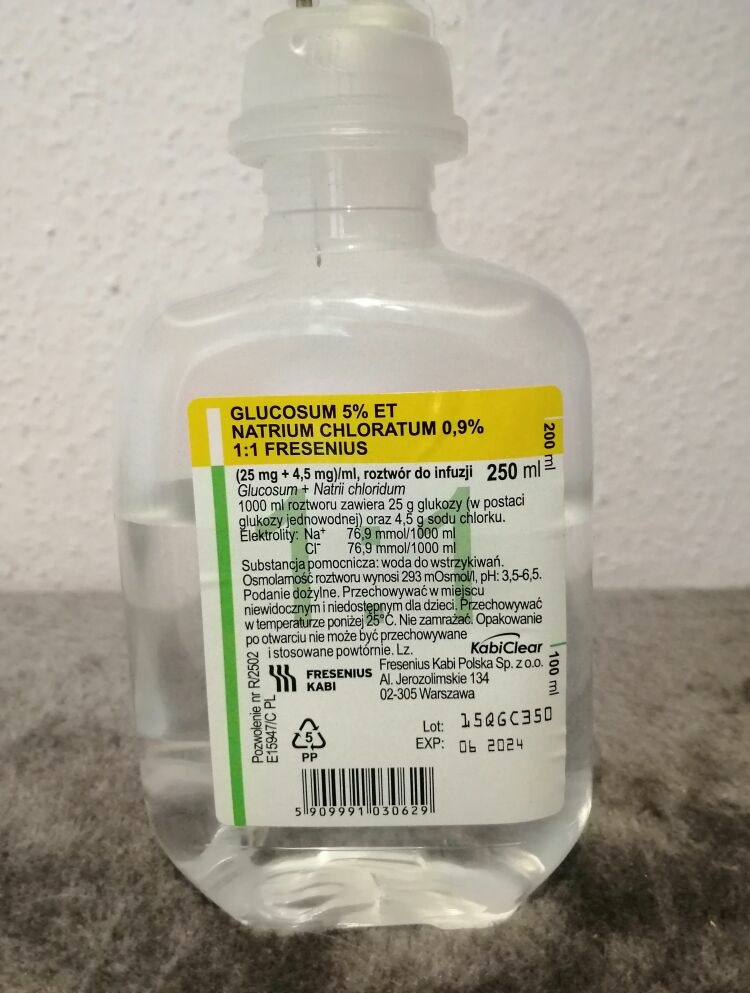 GLUCOSUM 5% ET
NATRIUM CHLORATUM 0,9%
1:1 FRESENIUS
200 ml
(25 mg + 4,5 mg)/ml, roztwór do infuzji 250 ml
Glucosum + Natrii chloridum
1000 ml roztworu zawiera 25 g glukozy (w postaci
glukozy jednowodnej) oraz 4,5 g sodu chlorku.
Elektrolity: Na⁺ 76,9 mmol/1000 ml
Cl⁻ 76,9 mmol/1000 ml
1:1
Substancja pomocnicza: woda do wstrzykiwań.
Osmolarność roztworu wynosi 293 mOsmol/l, pH: 3,5-6,5.
Podanie dożylne. Przechowywać w miejscu
niewidocznym i niedostępnym dla dzieci. Przechowywać
w temperaturze poniżej 25°C. Nie zamrażać. Opakowanie
po otwarciu nie może być przechowywane
i stosowane powtórnie. Lz.
KabiClear
100 ml
Pozwolenie nr R/2502
E15947/C PL
FRESENIUS
KABI
Fresenius Kabi Polska Sp. z o.o.
Al. Jerozolimskie 134
02-305 Warszawa
5
PP
Lot: 15QGC350
EXP: 06 2024
5 909991 030629